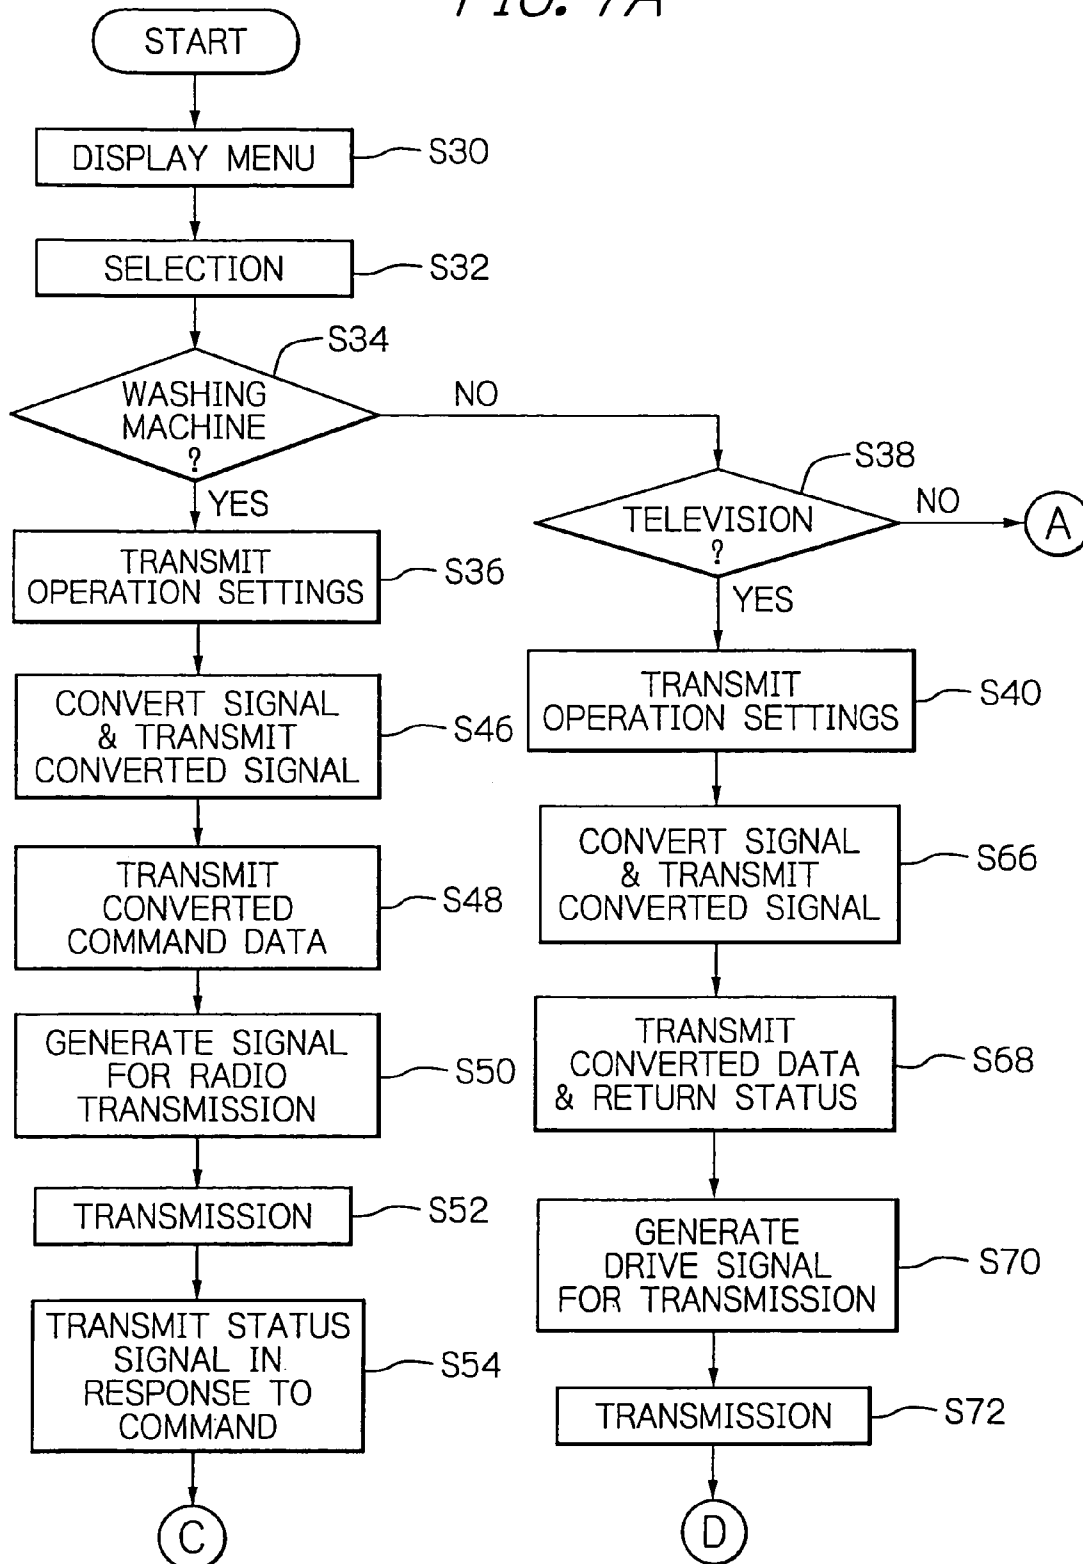 FIG. 7A
START
DISPLAY MENU
S30
SELECTION
S32
S34
WASHING
MACHINE
?
NO
YES
TRANSMIT
OPERATION SETTINGS
S36
CONVERT SIGNAL
& TRANSMIT
CONVERTED SIGNAL
S46
TRANSMIT
CONVERTED
COMMAND DATA
S48
GENERATE SIGNAL
FOR RADIO
TRANSMISSION
S50
TRANSMISSION
S52
TRANSMIT STATUS
SIGNAL IN
RESPONSE TO
COMMAND
S54
C
S38
TELEVISION
?
NO
A
YES
TRANSMIT
OPERATION SETTINGS
S40
CONVERT SIGNAL
& TRANSMIT
CONVERTED SIGNAL
S66
TRANSMIT
CONVERTED DATA
& RETURN STATUS
S68
GENERATE
DRIVE SIGNAL
FOR TRANSMISSION
S70
TRANSMISSION
S72
D